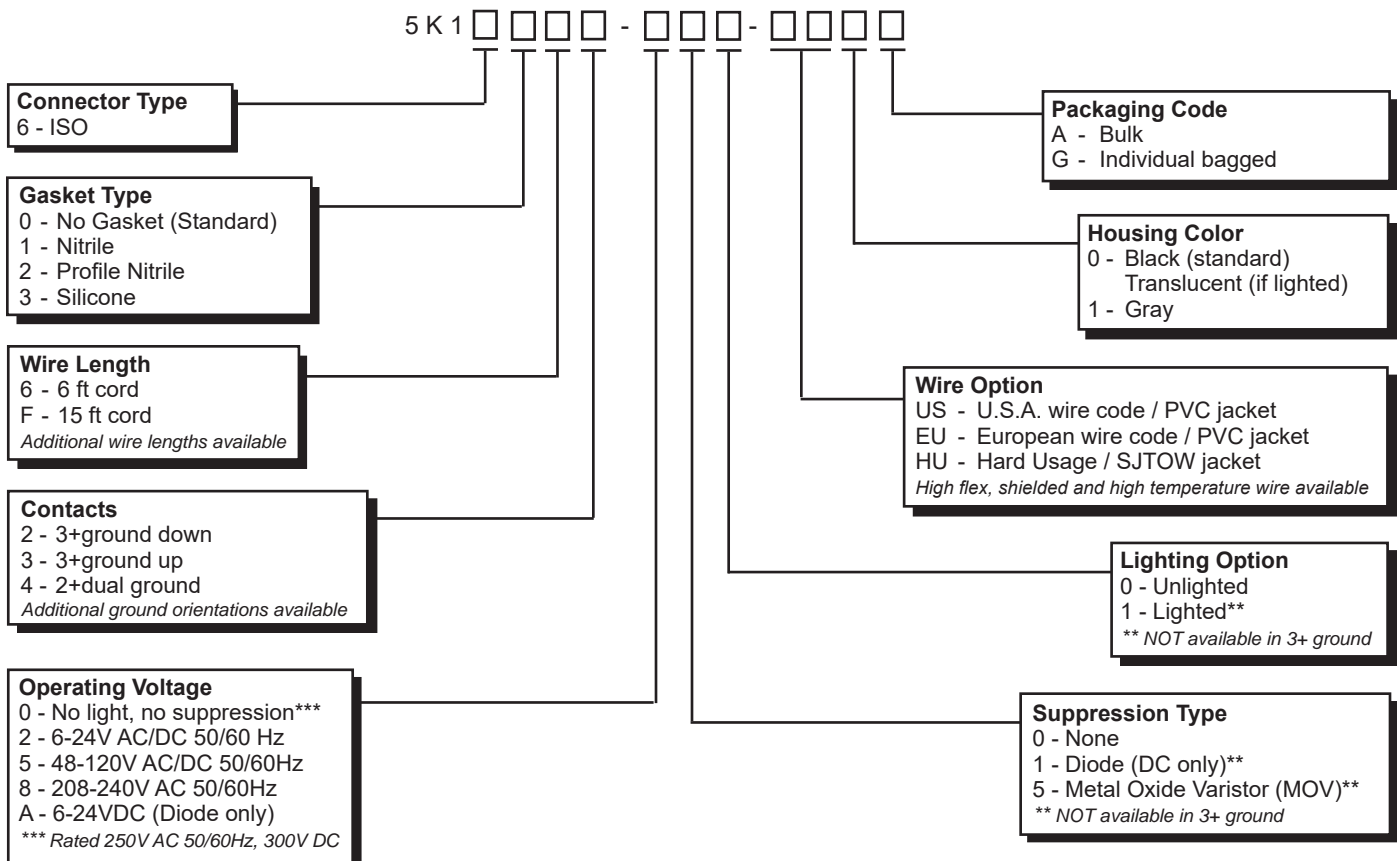 5 K 1 - -
Connector Type
6 - ISO
Gasket Type
0 - No Gasket (Standard)
1 - Nitrile
2 - Profile Nitrile
3 - Silicone
Wire Length
6 - 6 ft cord
F - 15 ft cord
Additional wire lengths available
Contacts
2 - 3+ground down
3 - 3+ground up
4 - 2+dual ground
Additional ground orientations available
Operating Voltage
0 - No light, no suppression***
2 - 6-24V AC/DC 50/60 Hz
5 - 48-120V AC/DC 50/60Hz
8 - 208-240V AC 50/60Hz
A - 6-24VDC (Diode only)
*** Rated 250V AC 50/60Hz, 300V DC
Packaging Code
A - Bulk
G - Individual bagged
Housing Color
0 - Black (standard)
Translucent (if lighted)
1 - Gray
Wire Option
US - U.S.A. wire code / PVC jacket
EU - European wire code / PVC jacket
HU - Hard Usage / SJTOW jacket
High flex, shielded and high temperature wire available
Lighting Option
0 - Unlighted
1 - Lighted**
** NOT available in 3+ ground
Suppression Type
0 - None
1 - Diode (DC only)**
5 - Metal Oxide Varistor (MOV)**
** NOT available in 3+ ground